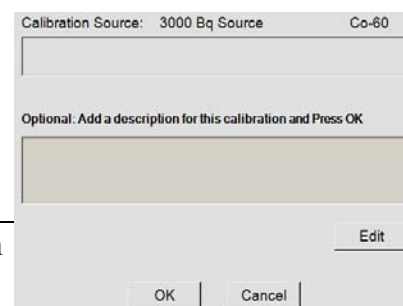 Calibration Source: 3000 Bq Source Co-60
Optional: Add a description for this calibration and Press OK
Edit
OK Cancel